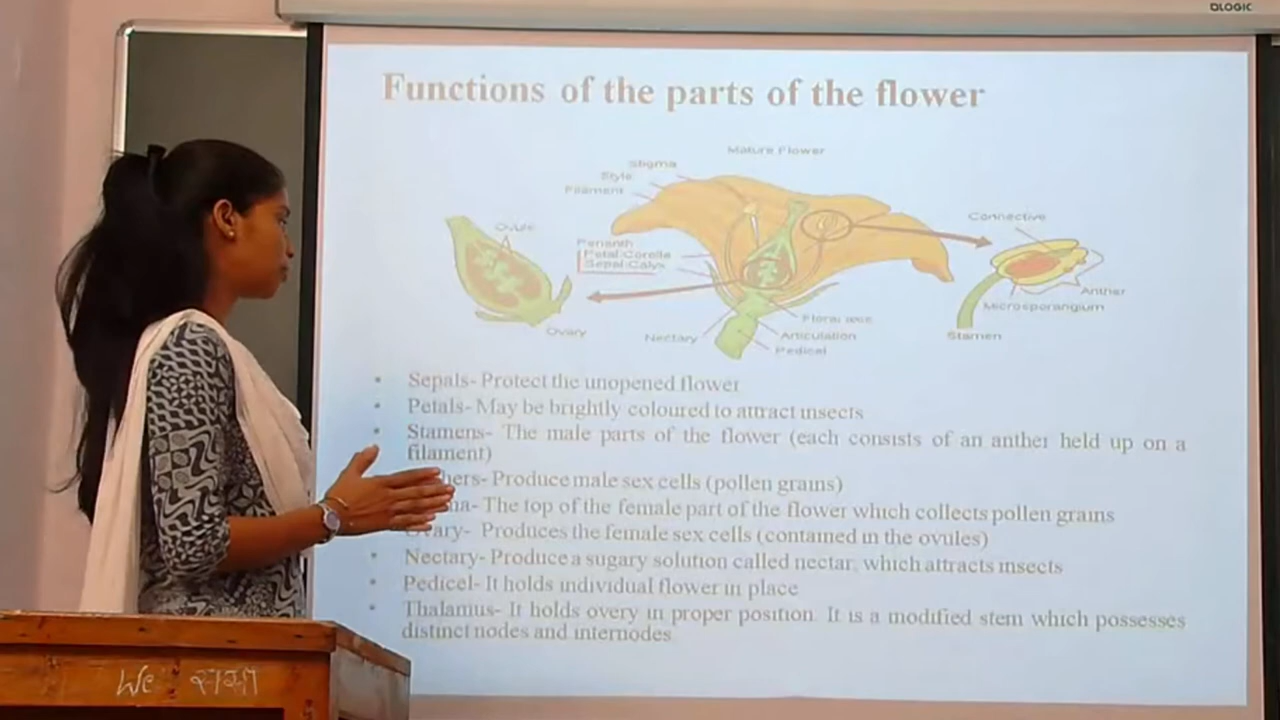 OLOGIC
Functions of the parts of the flower
Mature Flower
Stigma
Style
Filament
Connective
Ovule
Perianth
Petal:Corolla
Sepal:Calyx
Anther
Microsporangium
Floral axis
Ovary
Nectary
Articulation
Stamen
Pedicel
• Sepals- Protect the unopened flower
• Petals- May be brightly coloured to attract insects
• Stamens- The male parts of the flower (each consists of an anther held up on a
filament)
hers- Produce male sex cells (pollen grains)
na- The top of the female part of the flower which collects pollen grains
Ovary- Produces the female sex cells (contained in the ovules)
• Nectary- Produce a sugary solution called nectar, which attracts insects
• Pedicel- It holds individual flower in place
• Thalamus- It holds overy in proper position. It is a modified stem which possesses
distinct nodes and internodes
We